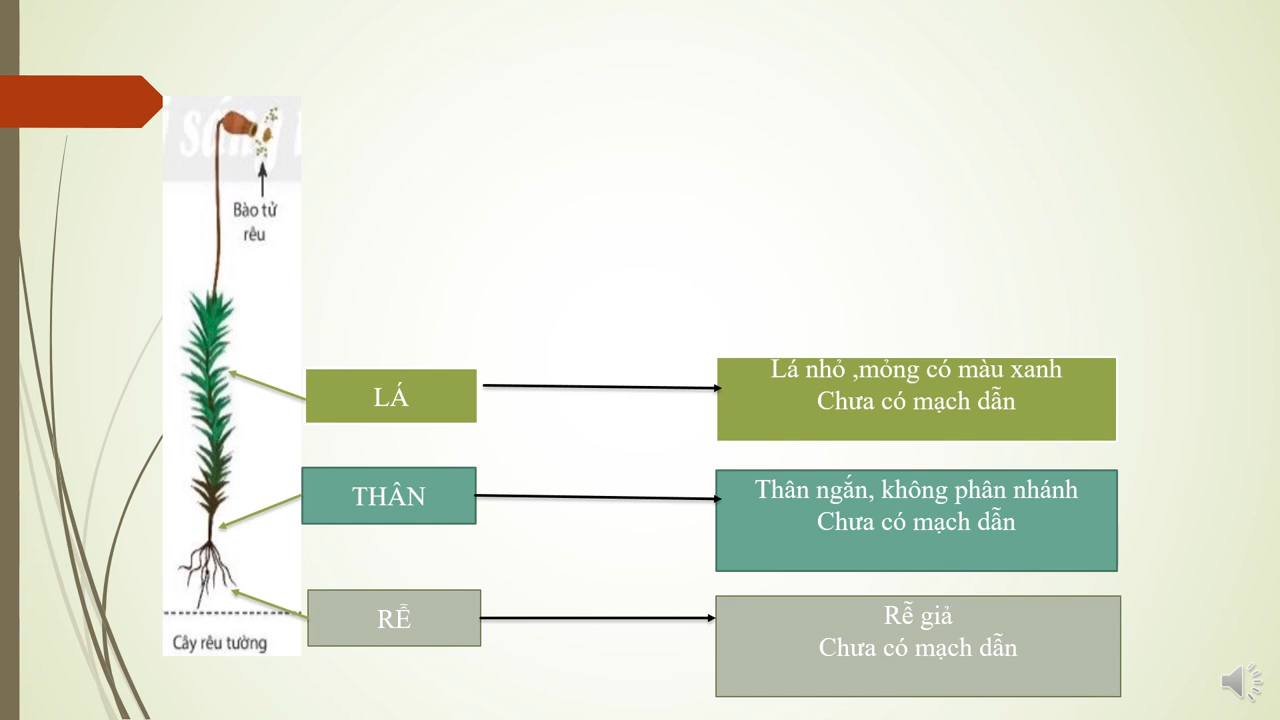 sáng
Bào tử
rêu
LÁ
Lá nhỏ ,mỏng có màu xanh
Chưa có mạch dẫn
THÂN
Thân ngắn, không phân nhánh
Chưa có mạch dẫn
RỄ
Rễ giả
Chưa có mạch dẫn
Cây rêu tường